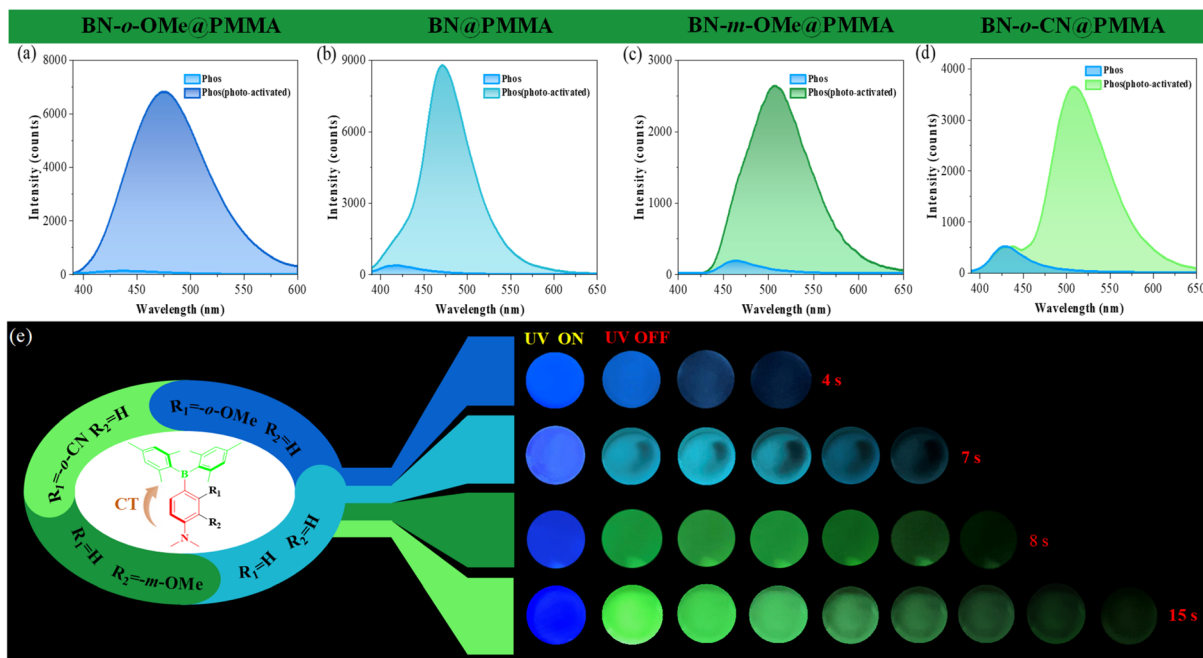 BN-o-OMe@PMMA BN@PMMA BN-m-OMe@PMMA BN-o-CN@PMMA
(a)
Phos
Phos(photo-activated)
Intensity (counts)
8000
6000
4000
2000
0
400 450 500 550 600
Wavelength (nm)
(b)
Phos
Phos(photo-activated)
Intensity (counts)
9000
6000
3000
0
400 450 500 550 600 650
Wavelength (nm)
(c)
Phos
Phos(photo-activated)
Intensity (counts)
3000
2000
1000
0
400 450 500 550 600 650
Wavelength (nm)
(d)
Phos
Phos(photo-activated)
Intensity (counts)
4000
3000
2000
1000
0
400 450 500 550 600 650
Wavelength (nm)
(e)
UV ON UV OFF
R1=-o-CN R2=H
R1=-o-OMe R2=H
R1=H R2=-m-OMe
R1=H R2=H
CT
B
R1
R2
N
4 s
7 s
8 s
15 s